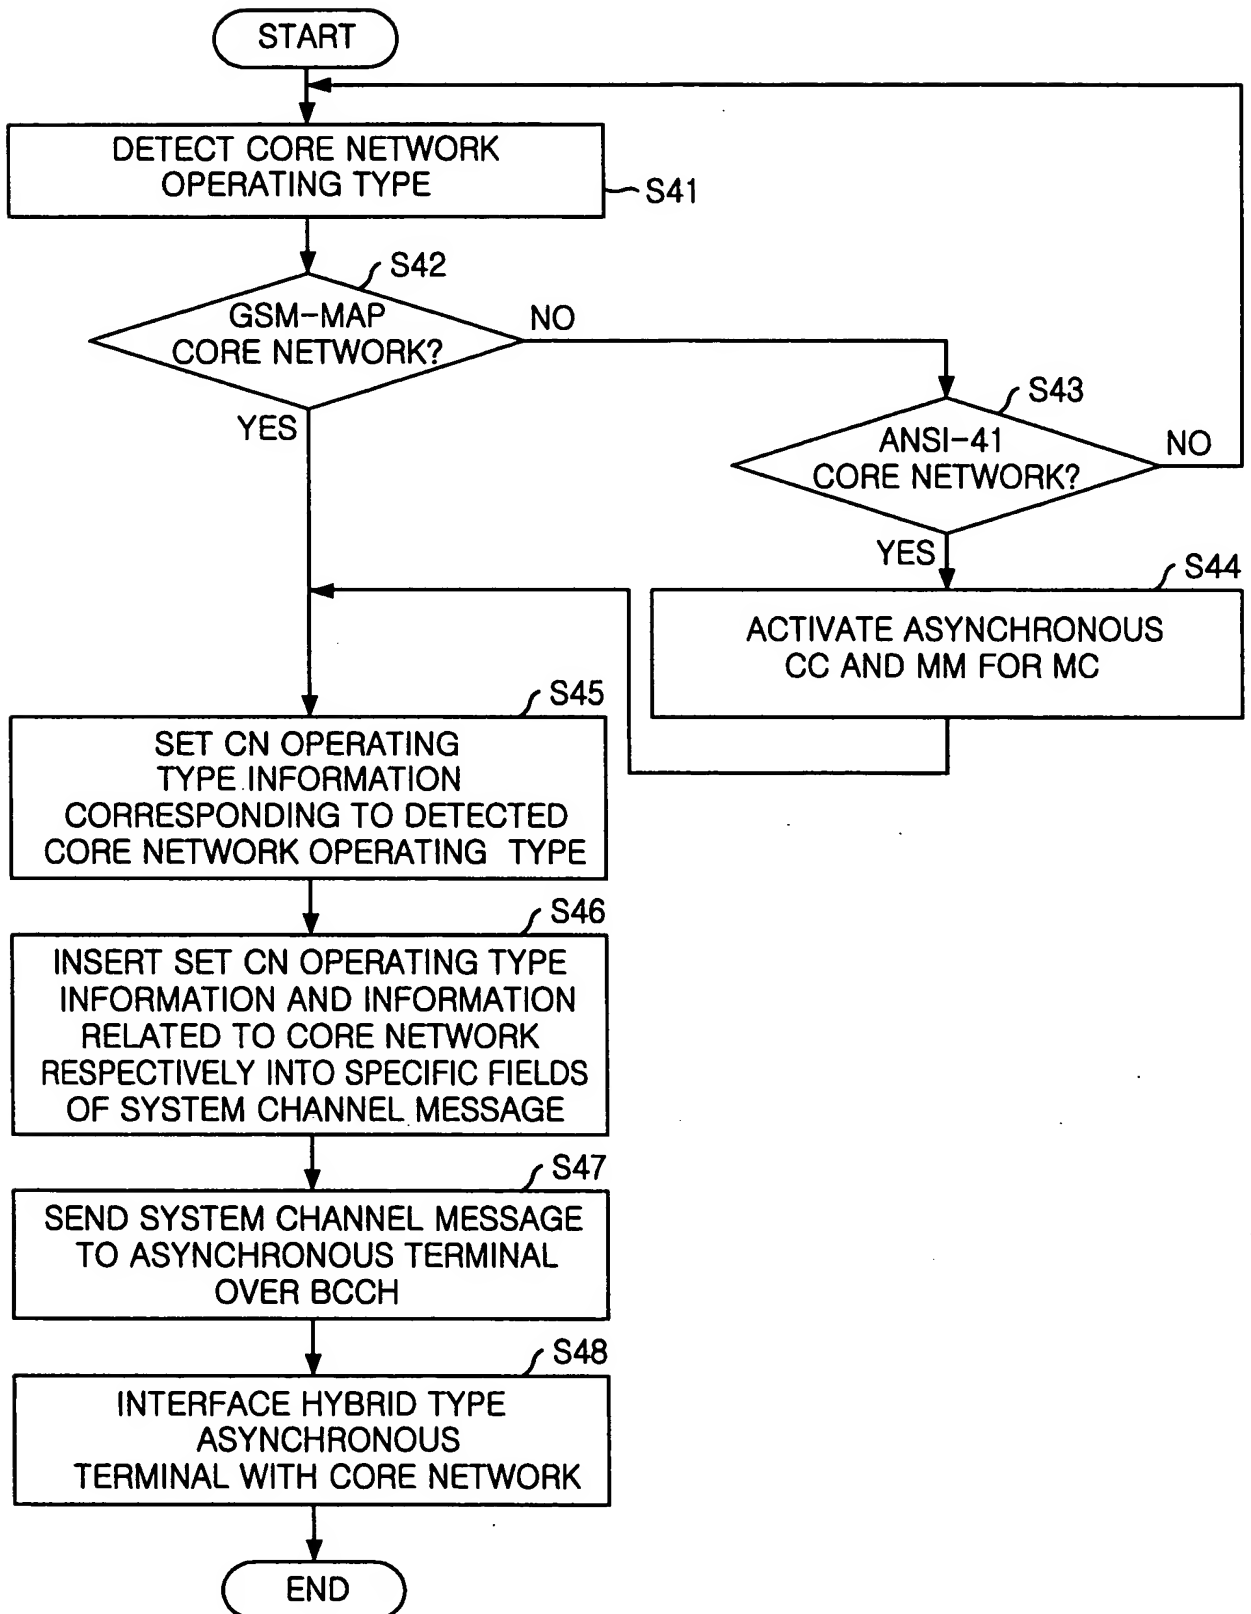 START
DETECT CORE NETWORK
OPERATING TYPE
S41
S42
GSM-MAP
CORE NETWORK?
NO
YES
S43
ANSI-41
CORE NETWORK?
NO
YES
S44
ACTIVATE ASYNCHRONOUS
CC AND MM FOR MC
S45
SET CN OPERATING
TYPE INFORMATION
CORRESPONDING TO DETECTED
CORE NETWORK OPERATING TYPE
S46
INSERT SET CN OPERATING TYPE
INFORMATION AND INFORMATION
RELATED TO CORE NETWORK
RESPECTIVELY INTO SPECIFIC FIELDS
OF SYSTEM CHANNEL MESSAGE
S47
SEND SYSTEM CHANNEL MESSAGE
TO ASYNCHRONOUS TERMINAL
OVER BCCH
S48
INTERFACE HYBRID TYPE
ASYNCHRONOUS
TERMINAL WITH CORE NETWORK
END